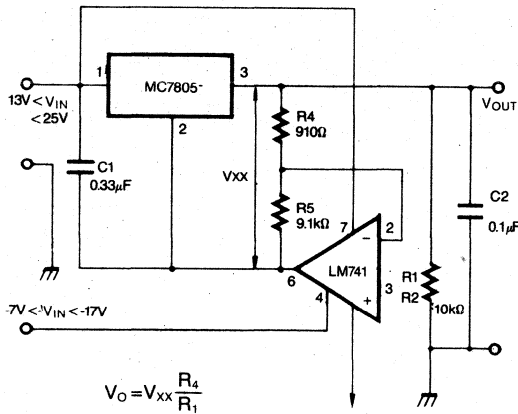 1
MC7805-
3
2
13V < VIN
< 25V
C1
0.33μF
VXX
R4
910Ω
R5
9.1kΩ
7
2
−
6
LM741
4
+
3
VOUT
C2
0.1μF
R1
R2
10kΩ
-7V<-VIN < -17V
VO = VXX R4
R1